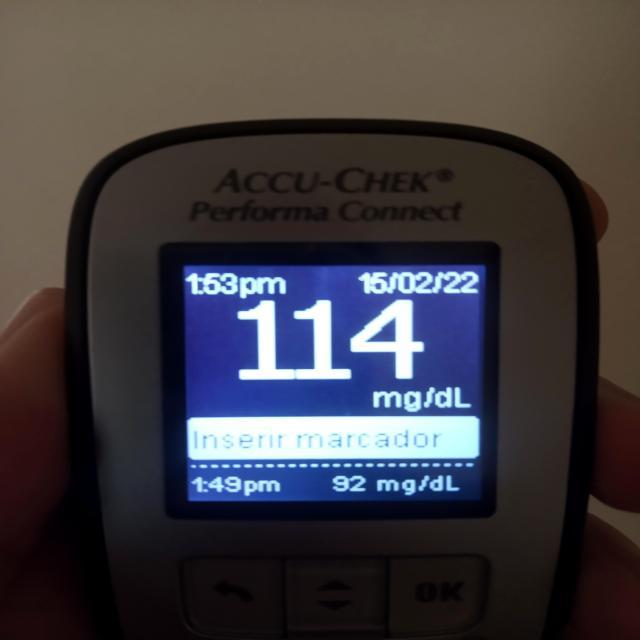 ACCU-CHEK®
Performa Connect
1:53pm 15/02/22
114
mg/dL
Inserir marcador
1:49pm 92 mg/dL
OK